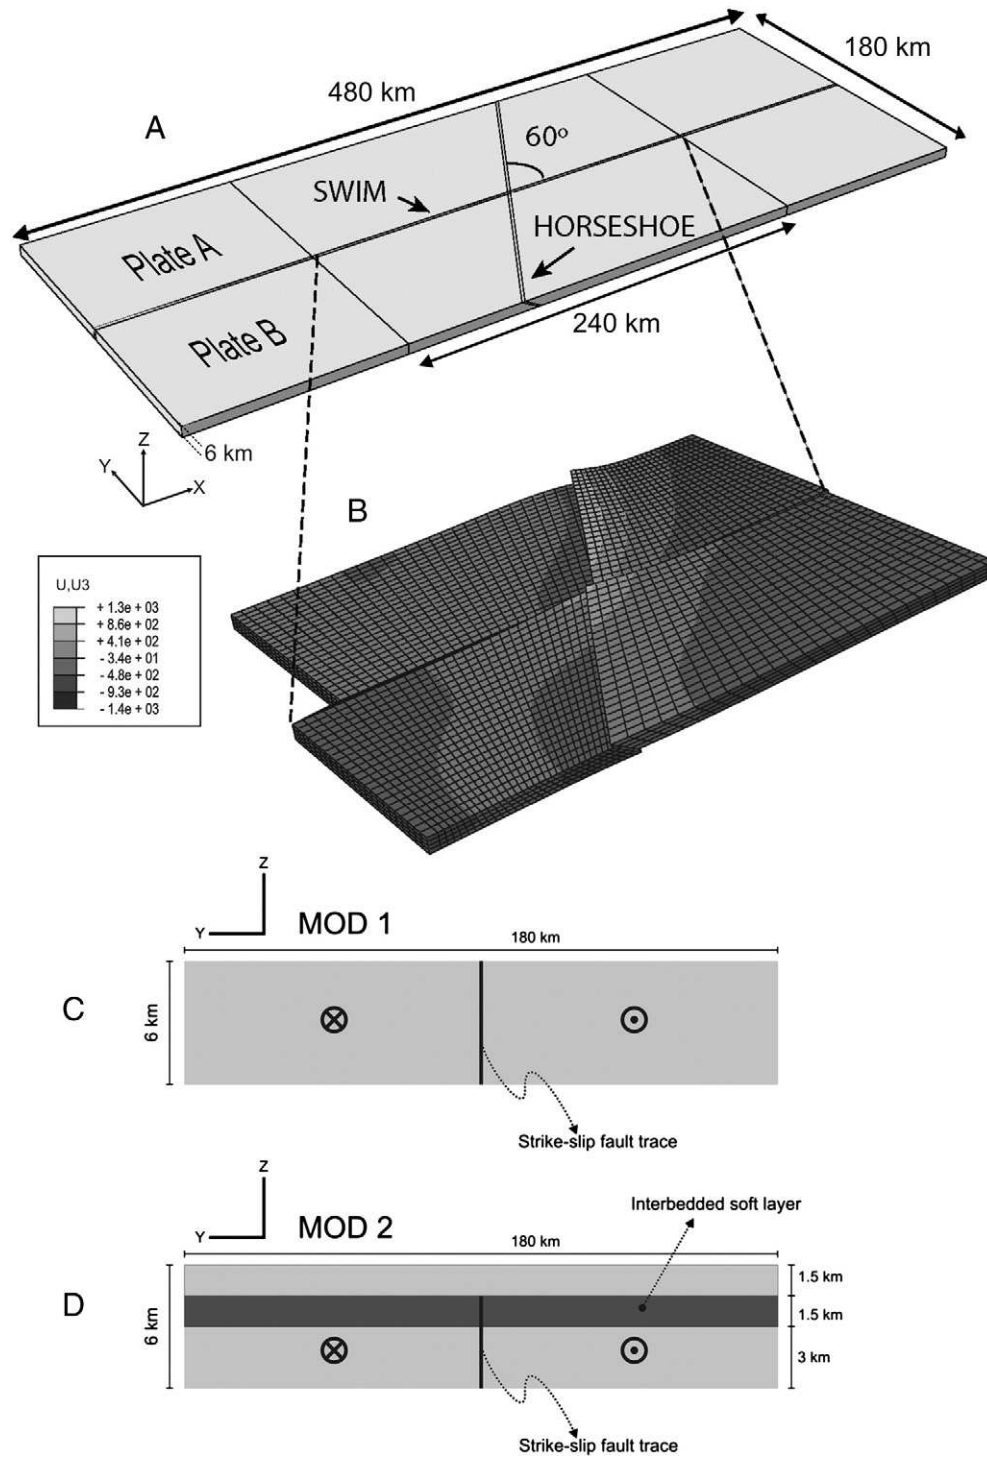 480 km
180 km
A
60°
SWIM
HORSESHOE
Plate A
Plate B
240 km
6 km
Z
Y
X
B
U,U3
+ 1.3e + 03
+ 8.6e + 02
+ 4.1e + 02
- 3.4e + 01
- 4.8e + 02
- 9.3e + 02
- 1.4e + 03
Z
Y
MOD 1
180 km
C
6 km
Strike-slip fault trace
Z
Y
MOD 2
Interbedded soft layer
180 km
D
6 km
1.5 km
1.5 km
3 km
Strike-slip fault trace